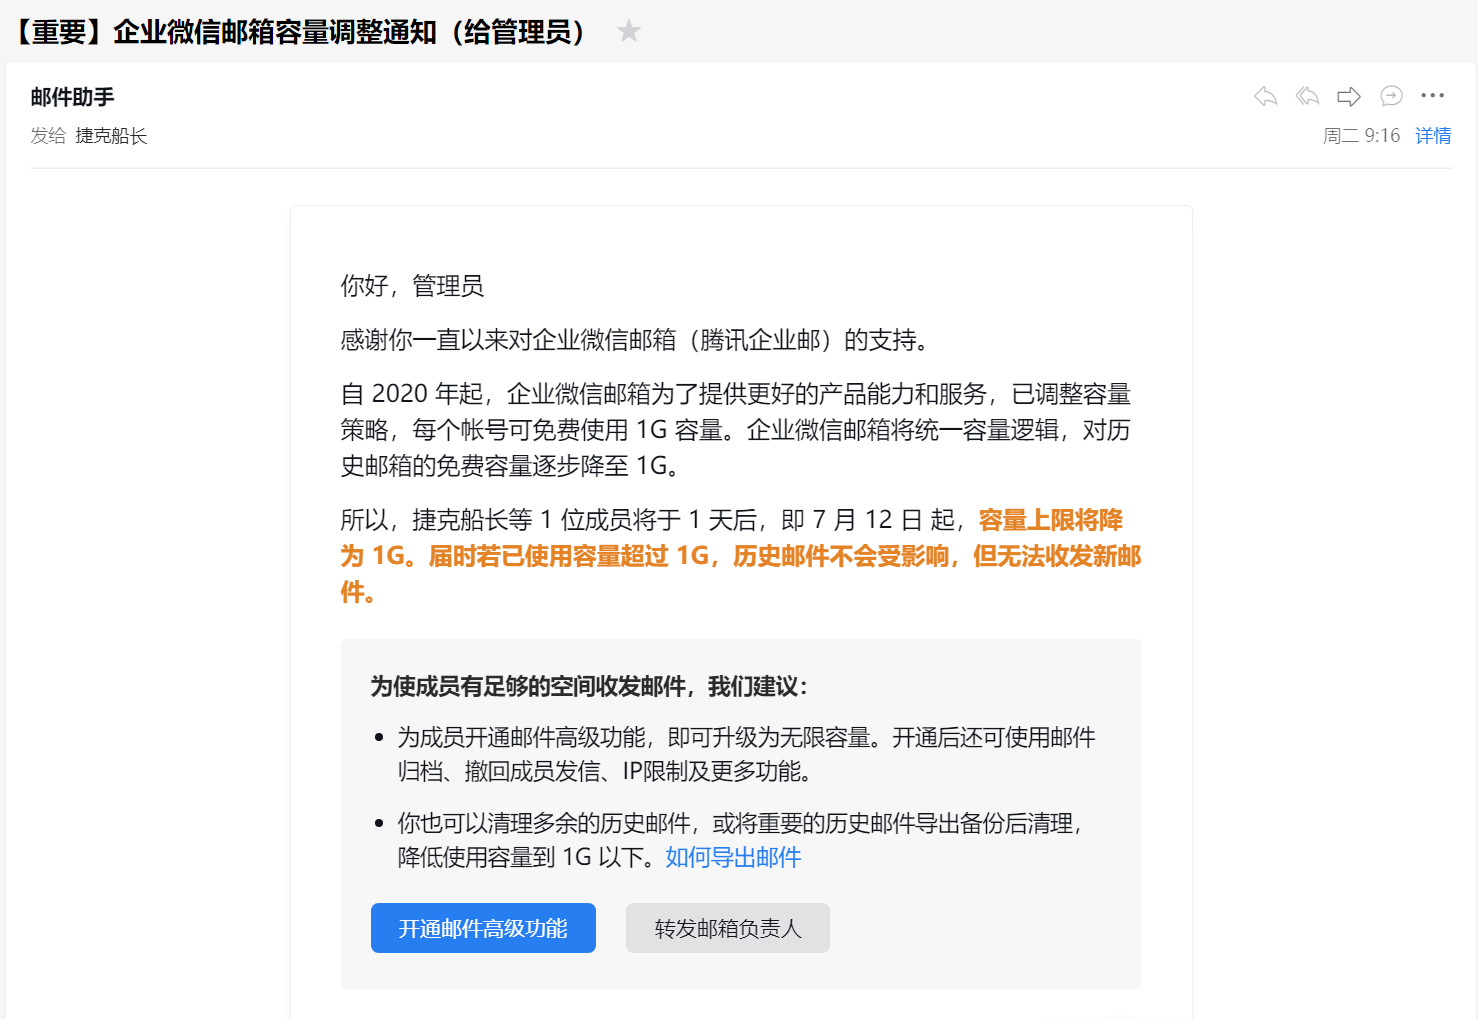 【重要】企业微信邮箱容量调整通知（给管理员）
邮件助手
发给 捷克船长
周二 9:16 详情
你好，管理员
感谢你一直以来对企业微信邮箱（腾讯企业邮）的支持。
自 2020 年起，企业微信邮箱为了提供更好的产品能力和服务，已调整容量
策略，每个帐号可免费使用 1G 容量。企业微信邮箱将统一容量逻辑，对历
史邮箱的免费容量逐步降至 1G。
所以，捷克船长等 1 位成员将于 1 天后，即 7 月 12 日 起，容量上限将降
为 1G。届时若已使用容量超过 1G，历史邮件不会受影响，但无法收发新邮
件。
为使成员有足够的空间收发邮件，我们建议：
• 为成员开通邮件高级功能，即可升级为无限容量。开通后还可使用邮件
归档、撤回成员发信、IP限制及更多功能。
• 你也可以清理多余的历史邮件，或将重要的历史邮件导出备份后清理，
降低使用容量到 1G 以下。如何导出邮件
开通邮件高级功能
转发邮箱负责人